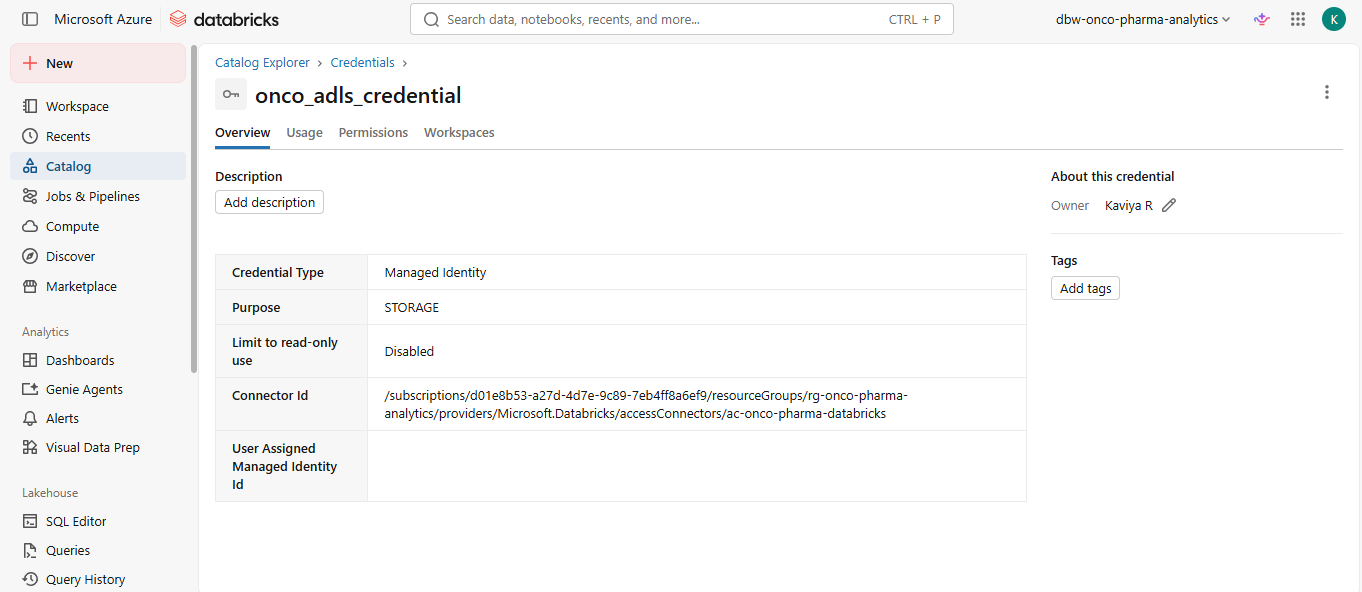 Microsoft Azure
databricks
Search data, notebooks, recents, and more...
CTRL + P
dbw-onco-pharma-analytics
K
New
Workspace
Recents
Catalog
Jobs & Pipelines
Compute
Discover
Marketplace
Analytics
Dashboards
Genie Agents
Alerts
Visual Data Prep
Lakehouse
SQL Editor
Queries
Query History
Catalog Explorer › Credentials ›
onco_adls_credential
Overview Usage Permissions Workspaces
Description
Add description
Credential Type Managed Identity
Purpose STORAGE
Limit to read-only
use
Disabled
Connector Id
/subscriptions/d01e8b53-a27d-4d7e-9c89-7eb4ff8a6ef9/resourceGroups/rg-onco-pharma-
analytics/providers/Microsoft.Databricks/accessConnectors/ac-onco-pharma-databricks
User Assigned
Managed Identity
Id
About this credential
Owner Kaviya R
Tags
Add tags